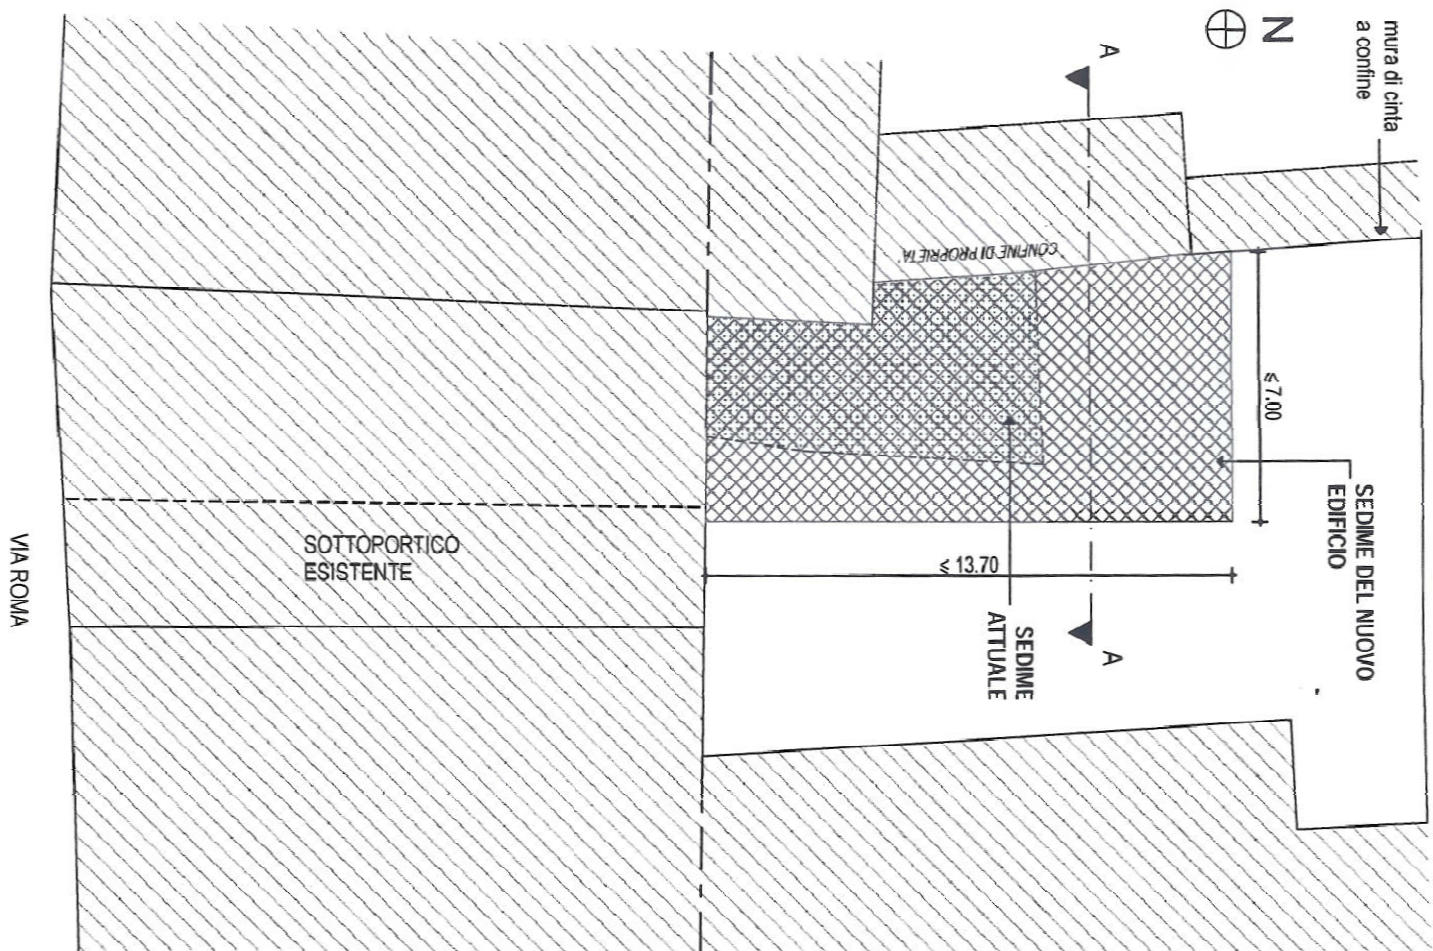 N
mura di cinta
a confine
A
CONFINE DI PROPRIETA'
≤ 7.00
SEDIME DEL NUOVO
EDIFICIO
SOTTOPORTICO
ESISTENTE
≤ 13.70
VIA ROMA
SEDIME
ATTUALE
A